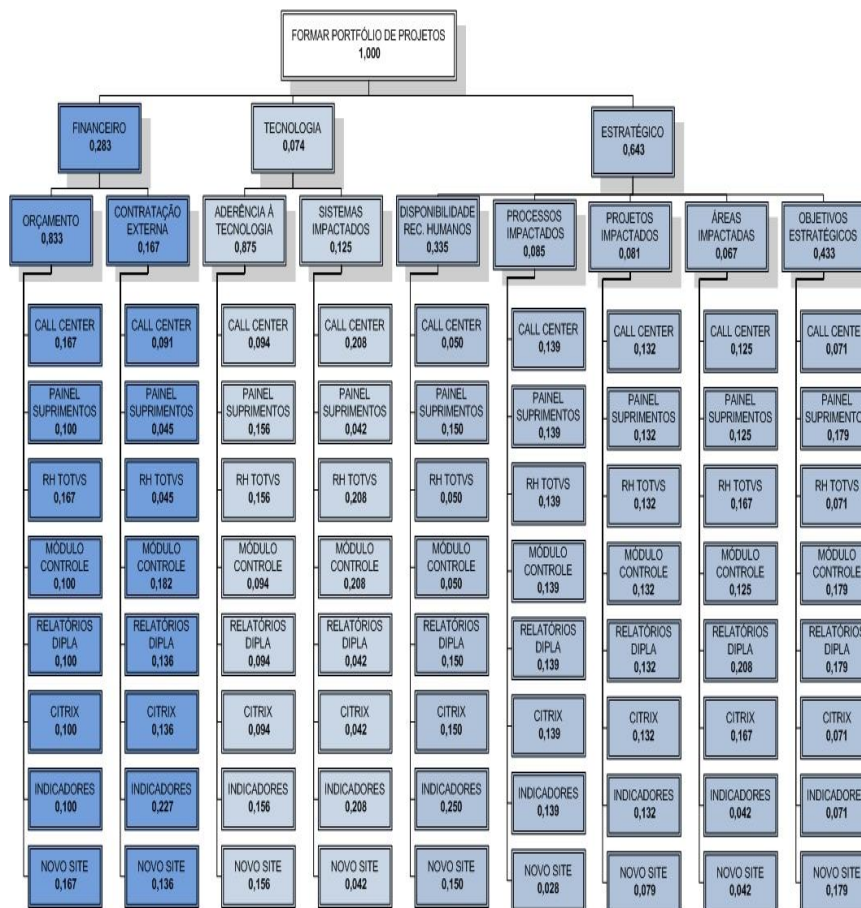 FORMAR PORTFÓLIO DE PROJETOS
1,000
FINANCEIRO
0,283
TECNOLOGIA
0,074
ESTRATÉGICO
0,643
ORÇAMENTO
0,833
CONTRATAÇÃO
EXTERNA
0,167
ADERÊNCIA À
TECNOLOGIA
0,875
SISTEMAS
IMPACTADOS
0,125
DISPONIBILIDADE
REC. HUMANOS
0,335
PROCESSOS
IMPACTADOS
0,085
PROJETOS
IMPACTADOS
0,081
ÁREAS
IMPACTADAS
0,067
OBJETIVOS
ESTRATÉGICOS
0,433
CALL CENTER
0,167
CALL CENTER
0,091
CALL CENTER
0,094
CALL CENTER
0,208
CALL CENTER
0,050
CALL CENTER
0,139
CALL CENTER
0,132
CALL CENTER
0,125
CALL CENTE
0,071
PAINEL
SUPRIMENTOS
0,100
PAINEL
SUPRIMENTOS
0,045
PAINEL
SUPRIMENTOS
0,156
PAINEL
SUPRIMENTOS
0,042
PAINEL
SUPRIMENTOS
0,150
PAINEL
SUPRIMENTOS
0,139
PAINEL
SUPRIMENTOS
0,132
PAINEL
SUPRIMENTOS
0,125
PAINEL
SUPRIMENTO
0,179
RH TOTVS
0,167
RH TOTVS
0,045
RH TOTVS
0,156
RH TOTVS
0,208
RH TOTVS
0,050
RH TOTVS
0,139
RH TOTVS
0,132
RH TOTVS
0,167
RH TOTVS
0,071
MÓDULO
CONTROLE
0,100
MÓDULO
CONTROLE
0,182
MÓDULO
CONTROLE
0,094
MÓDULO
CONTROLE
0,208
MÓDULO
CONTROLE
0,050
MÓDULO
CONTROLE
0,139
MÓDULO
CONTROLE
0,132
MÓDULO
CONTROLE
0,125
MÓDULO
CONTROLE
0,179
RELATÓRIOS
DIPLA
0,100
RELATÓRIOS
DIPLA
0,136
RELATÓRIOS
DIPLA
0,094
RELATÓRIOS
DIPLA
0,042
RELATÓRIOS
DIPLA
0,150
RELATÓRIOS
DIPLA
0,139
RELATÓRIOS
DIPLA
0,132
RELATÓRIOS
DIPLA
0,208
RELATÓRIOS
DIPLA
0,179
CITRIX
0,100
CITRIX
0,136
CITRIX
0,094
CITRIX
0,042
CITRIX
0,150
CITRIX
0,139
CITRIX
0,132
CITRIX
0,167
CITRIX
0,071
INDICADORES
0,100
INDICADORES
0,227
INDICADORES
0,156
INDICADORES
0,208
INDICADORES
0,250
INDICADORES
0,139
INDICADORES
0,132
INDICADORES
0,042
INDICADORE
0,071
NOVO SITE
0,167
NOVO SITE
0,136
NOVO SITE
0,156
NOVO SITE
0,042
NOVO SITE
0,150
NOVO SITE
0,028
NOVO SITE
0,079
NOVO SITE
0,042
NOVO SITE
0,179